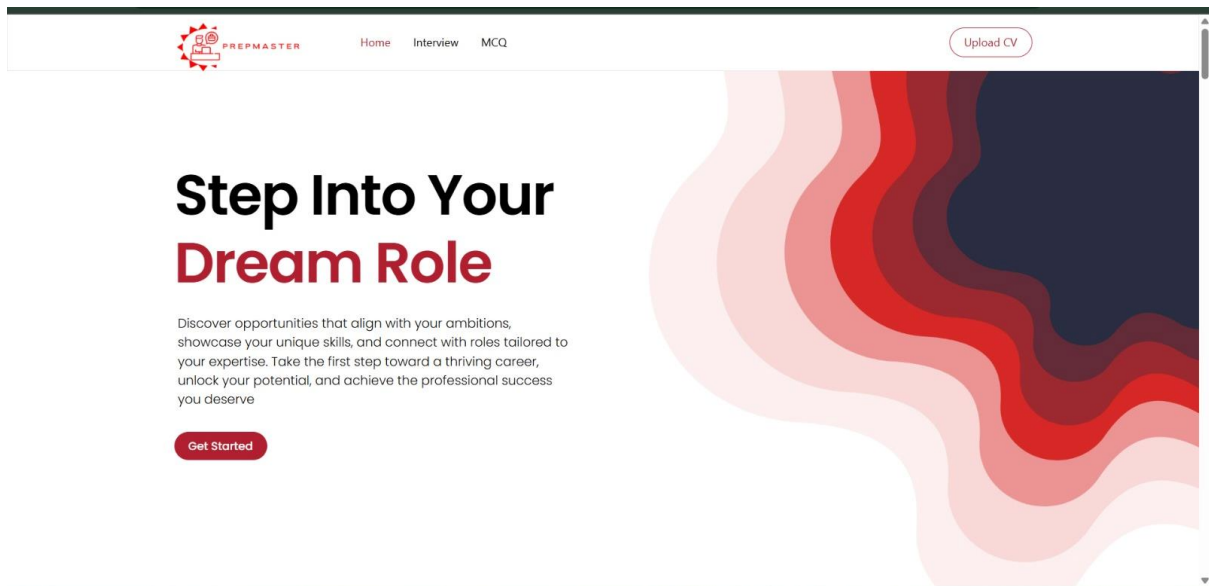 PREPMASTER
Home Interview MCQ
Upload CV
Step Into Your
Dream Role
Discover opportunities that align with your ambitions,
showcase your unique skills, and connect with roles tailored to
your expertise. Take the first step toward a thriving career,
unlock your potential, and achieve the professional success
you deserve
Get Started